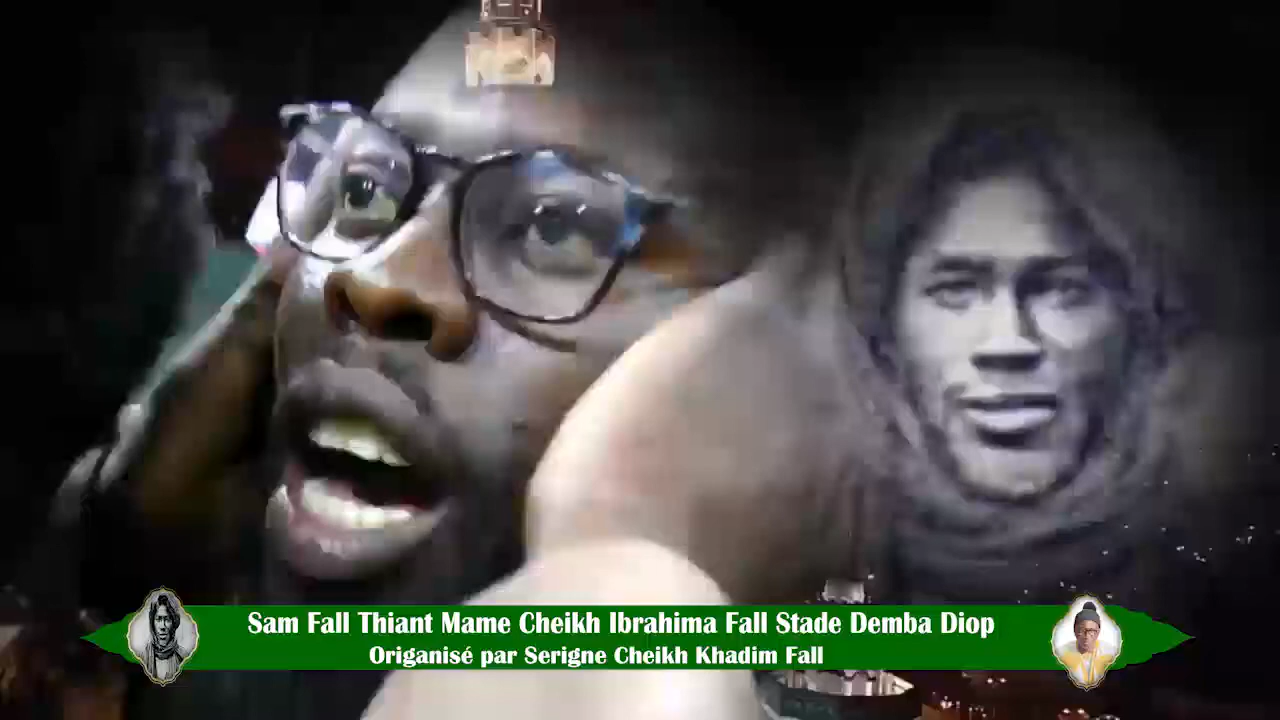 Sam Fall Thiant Mame Cheikh Ibrahima Fall Stade Demba Diop
Origanisé par Serigne Cheikh Khadim Fall